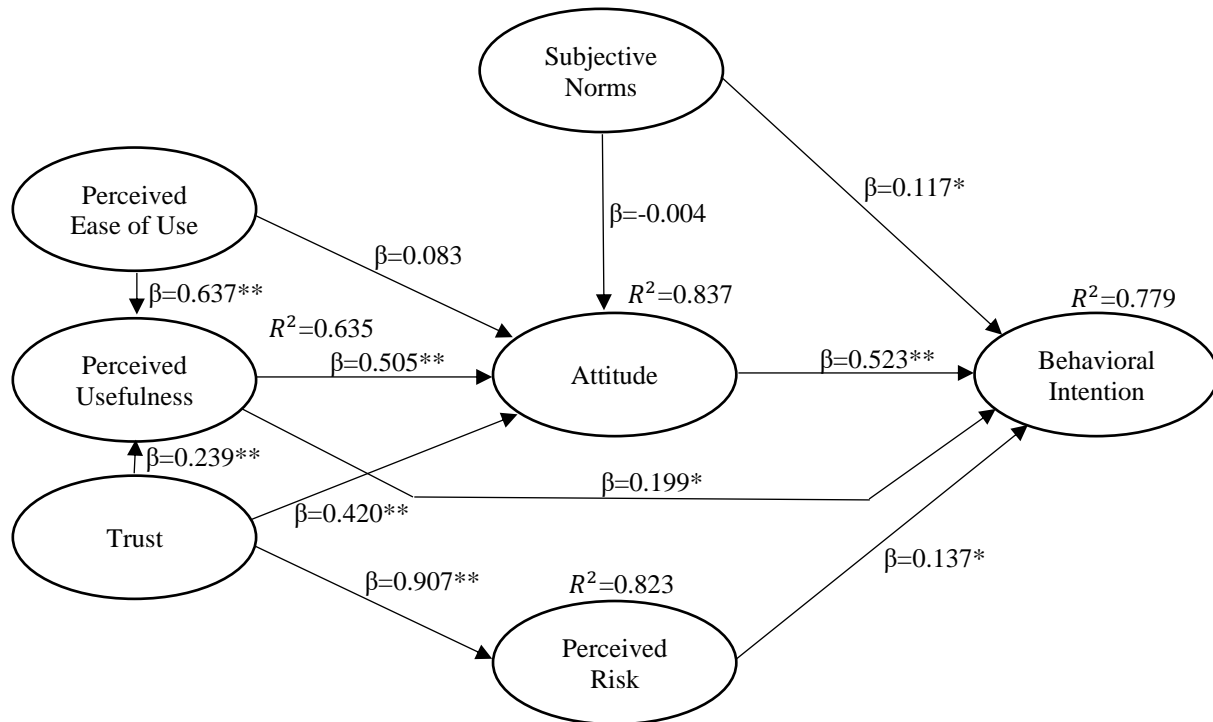 Subjective
Norms
Perceived
Ease of Use
β=0.117*
β=-0.004
β=0.083
β=0.637**
R²=0.837
R²=0.779
R²=0.635
Perceived
Usefulness
β=0.505**
Attitude
β=0.523**
Behavioral
Intention
β=0.239**
β=0.199*
β=0.420**
Trust
β=0.137*
β=0.907**
R²=0.823
Perceived
Risk